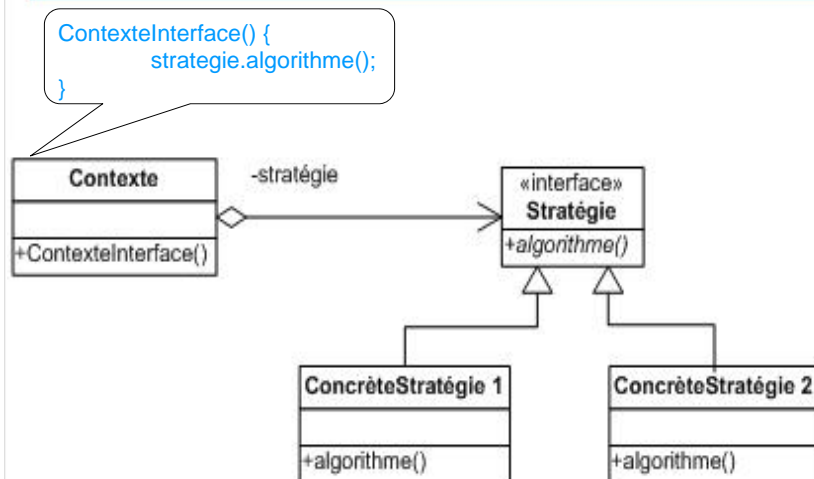 ContexteInterface() {
strategie.algorithme();
}
Contexte
-stratégie
«interface»
Stratégie
+ContexteInterface()
+algorithme()
ConcrèteStratégie 1
ConcrèteStratégie 2
+algorithme()
+algorithme()